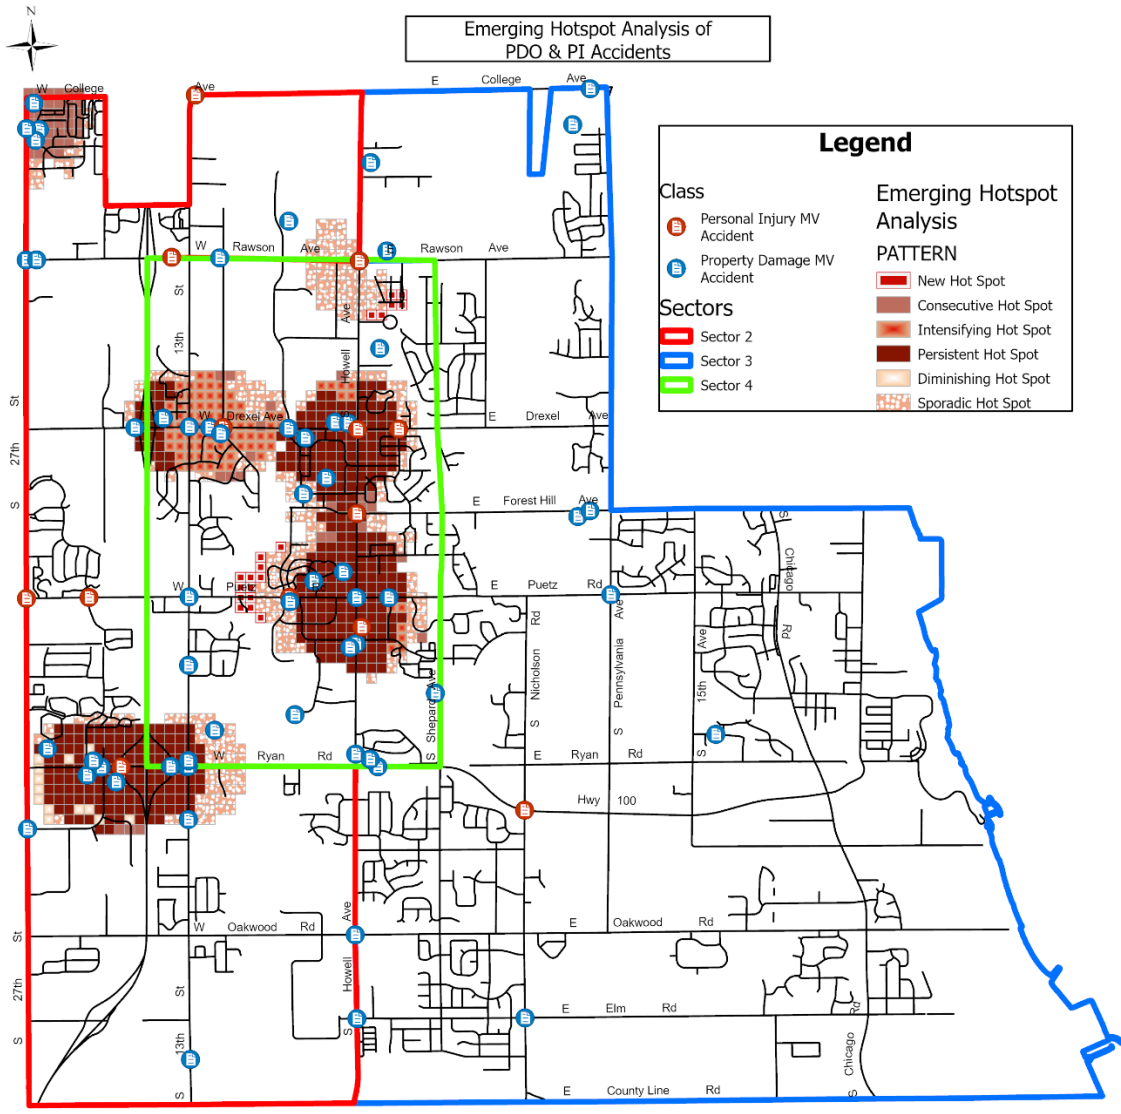 N
Emerging Hotspot Analysis of
PDO & PI Accidents
W College Ave
E College Ave
Legend
Class
Personal Injury MV
Accident
Property Damage MV
Accident
Sectors
Sector 2
Sector 3
Sector 4
Emerging Hotspot
Analysis
PATTERN
New Hot Spot
Consecutive Hot Spot
Intensifying Hot Spot
Persistent Hot Spot
Diminishing Hot Spot
Sporadic Hot Spot
W Rawson Ave
E Rawson Ave
S 13th St
S Howell Ave
W Drexel Ave
E Drexel Ave
S 27th St
E Forest Hill Ave
W
E Puetz Rd
S Chicago Rd
S Nicholson Rd
S Pennsylvania Ave
S 15th Ave
S Shepard Ave
W Ryan Rd
E Ryan Rd
Hwy 100
W Oakwood Rd
E Oakwood Rd
S 27th St
S 13th St
S Howell Ave
E Elm Rd
S Chicago Rd
E County Line Rd